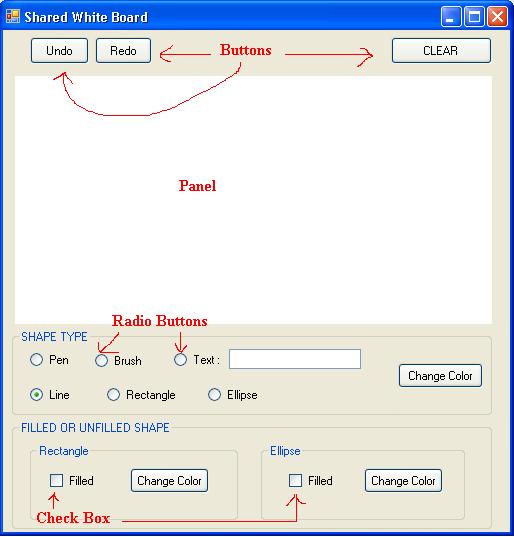 Shared White Board
Undo Redo Buttons CLEAR
Panel
Radio Buttons
SHAPE TYPE
Pen Brush Text :
Change Color
Line Rectangle Ellipse
FILLED OR UNFILLED SHAPE
Rectangle Ellipse
Filled Change Color Filled Change Color
Check Box